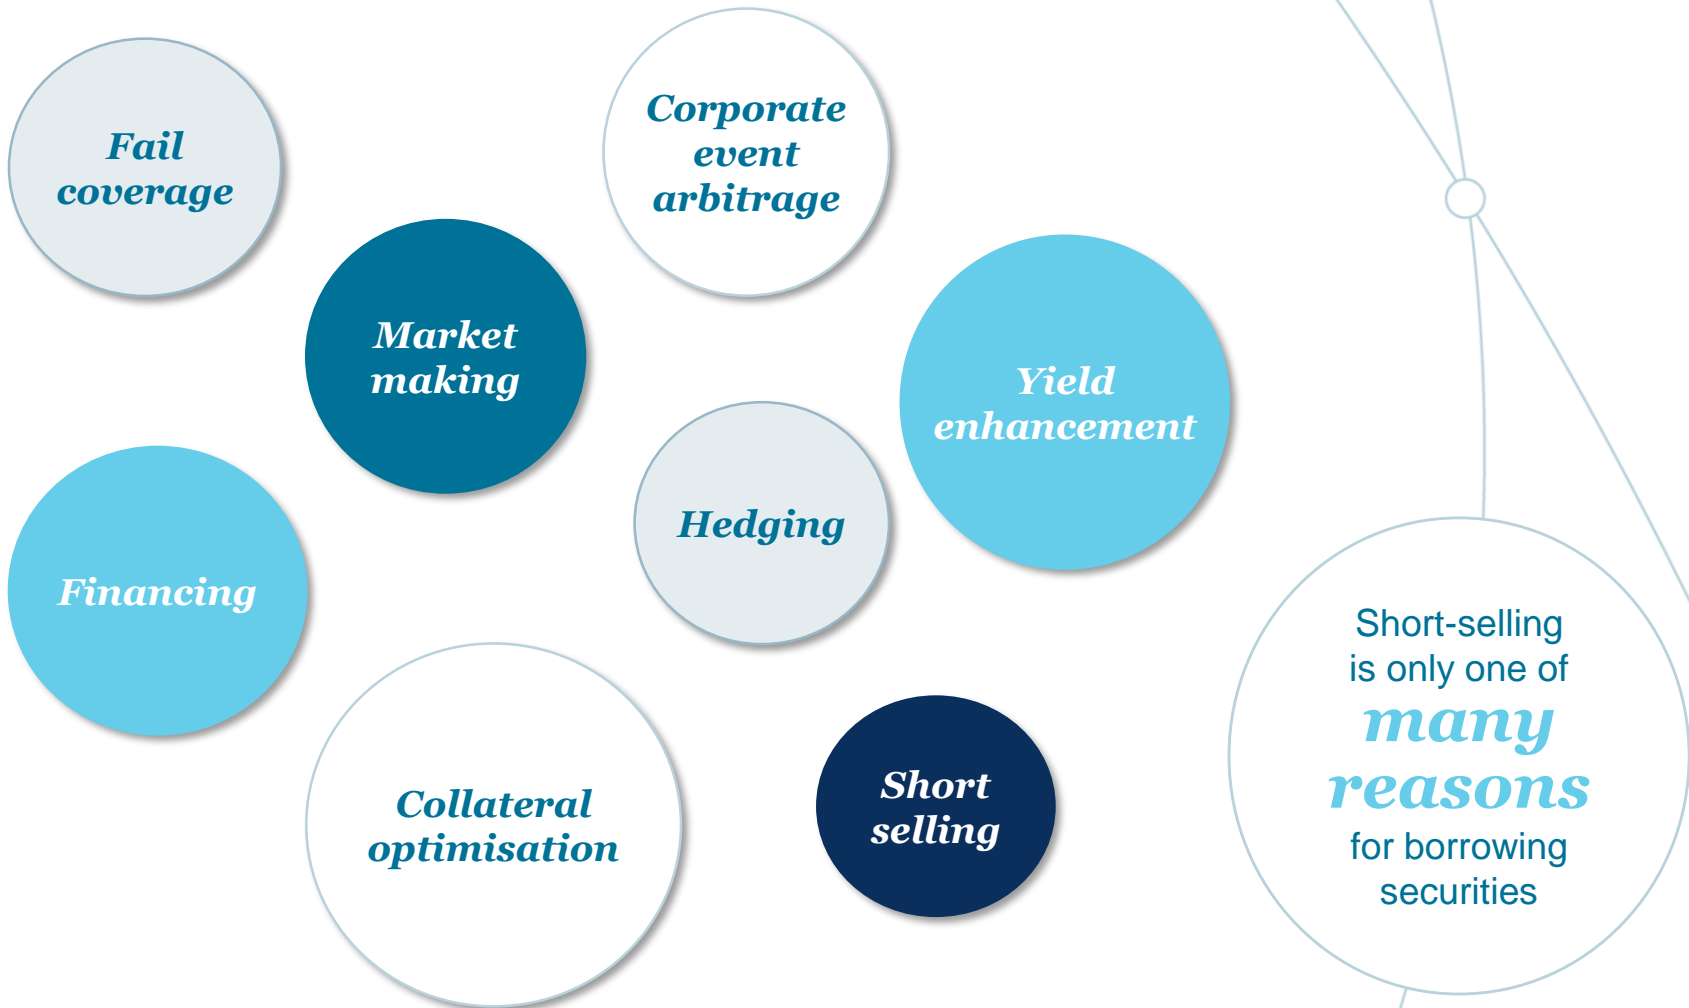 Fail
coverage
Corporate
event
arbitrage
Market
making
Yield
enhancement
Hedging
Financing
Collateral
optimisation
Short
selling
Short-selling
is only one of
many
reasons
for borrowing
securities